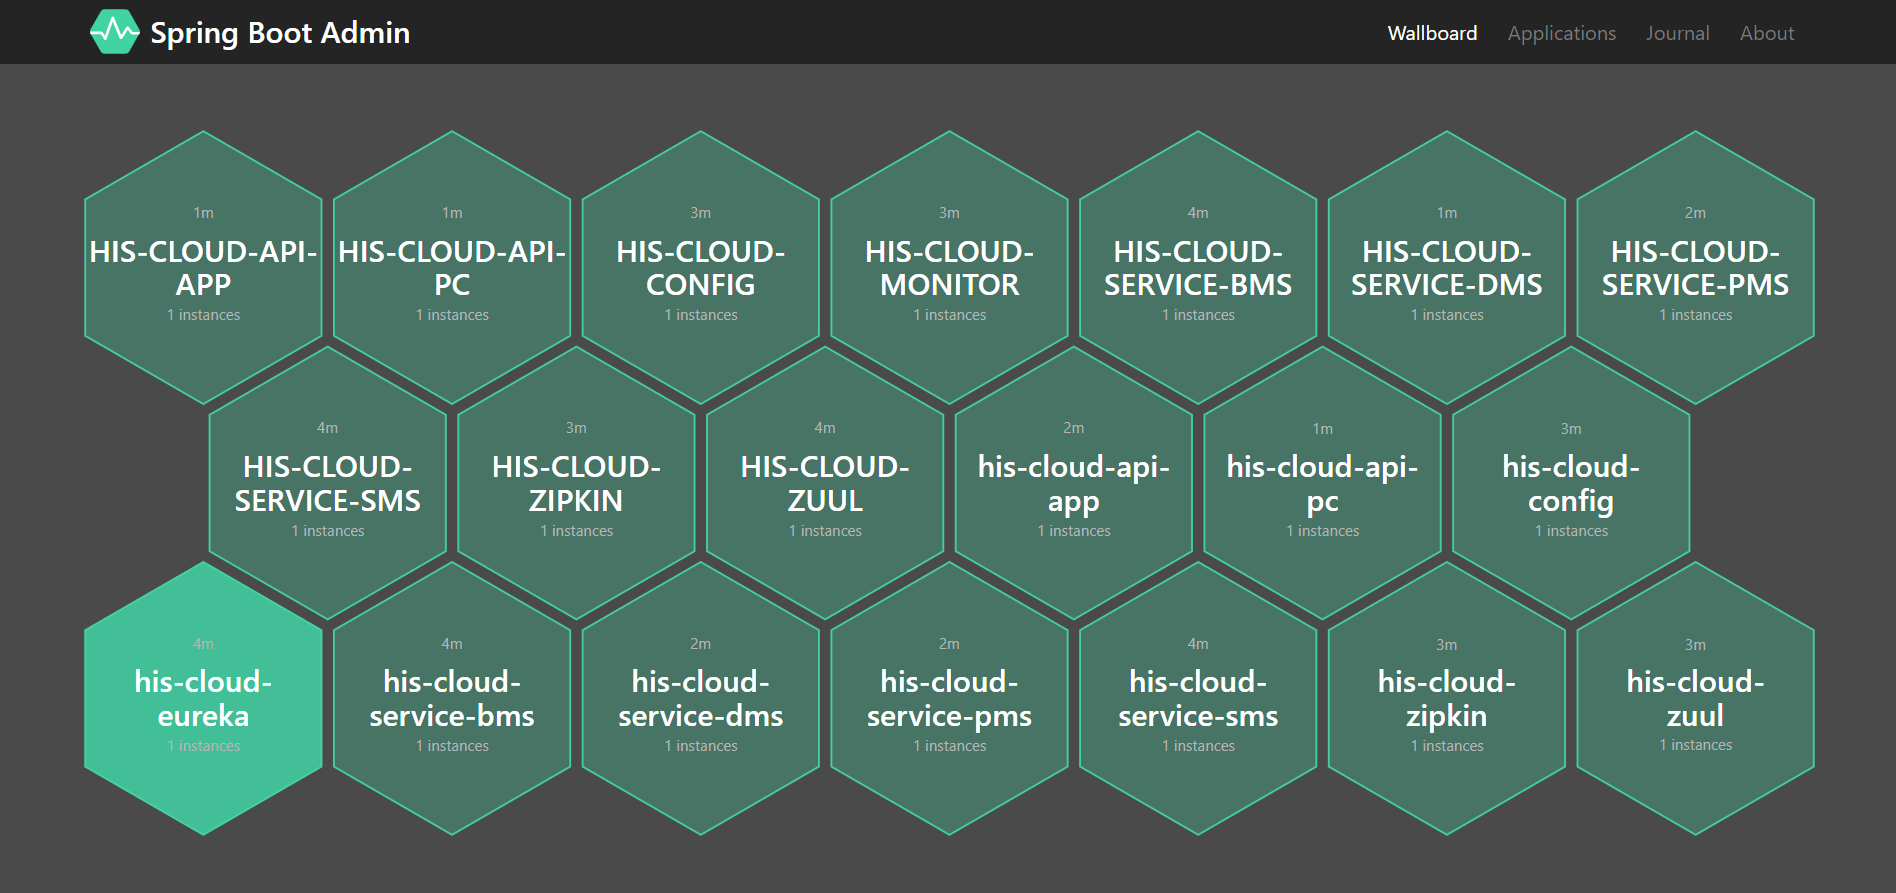 Spring Boot Admin
Wallboard Applications Journal About
1m
HIS-CLOUD-API-
APP
1 instances
1m
HIS-CLOUD-API-
PC
1 instances
3m
HIS-CLOUD-
CONFIG
1 instances
3m
HIS-CLOUD-
MONITOR
1 instances
4m
HIS-CLOUD-
SERVICE-BMS
1 instances
1m
HIS-CLOUD-
SERVICE-DMS
1 instances
2m
HIS-CLOUD-
SERVICE-PMS
1 instances
4m
HIS-CLOUD-
SERVICE-SMS
1 instances
3m
HIS-CLOUD-
ZIPKIN
1 instances
4m
HIS-CLOUD-
ZUUL
1 instances
2m
his-cloud-api-
app
1 instances
1m
his-cloud-api-
pc
1 instances
3m
his-cloud-
config
1 instances
4m
his-cloud-
eureka
1 instances
4m
his-cloud-
service-bms
1 instances
2m
his-cloud-
service-dms
1 instances
2m
his-cloud-
service-pms
1 instances
4m
his-cloud-
service-sms
1 instances
3m
his-cloud-
zipkin
1 instances
3m
his-cloud-
zuul
1 instances